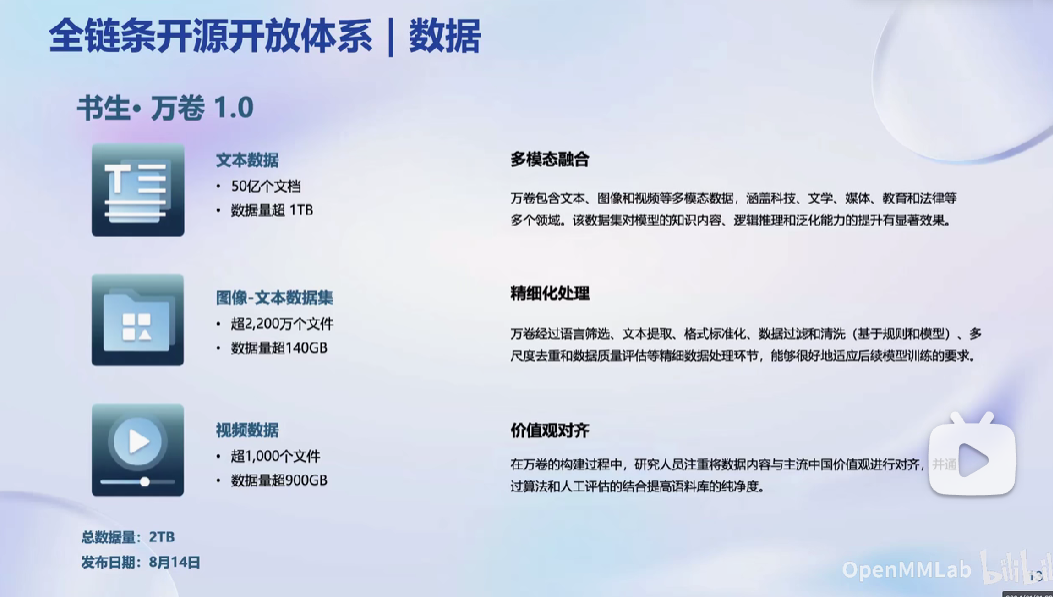 全链条开源开放体系 | 数据
书生·万卷 1.0
文本数据
• 50亿个文档
• 数据量超 1TB
多模态融合
万卷包含文本、图像和视频等多模态数据，涵盖科技、文学、媒体、教育和法律等
多个领域。该数据集对模型的知识内容、逻辑推理和泛化能力的提升有显著效果。
图像-文本数据集
• 超2,200万个文件
• 数据量超140GB
精细化处理
万卷经过语言筛选、文本提取、格式标准化、数据过滤和清洗（基于规则和模型）、多
尺度去重和数据质量评估等精细数据处理环节，能够很好地适应后续模型训练的要求。
视频数据
• 超1,000个文件
• 数据量超900GB
价值观对齐
在万卷的构建过程中，研究人员注重将数据内容与主流中国价值观进行对齐，并通
过算法和人工评估的结合提高语料库的纯净度。
总数据量：2TB
发布日期：8月14日
OpenMMLab bilibili